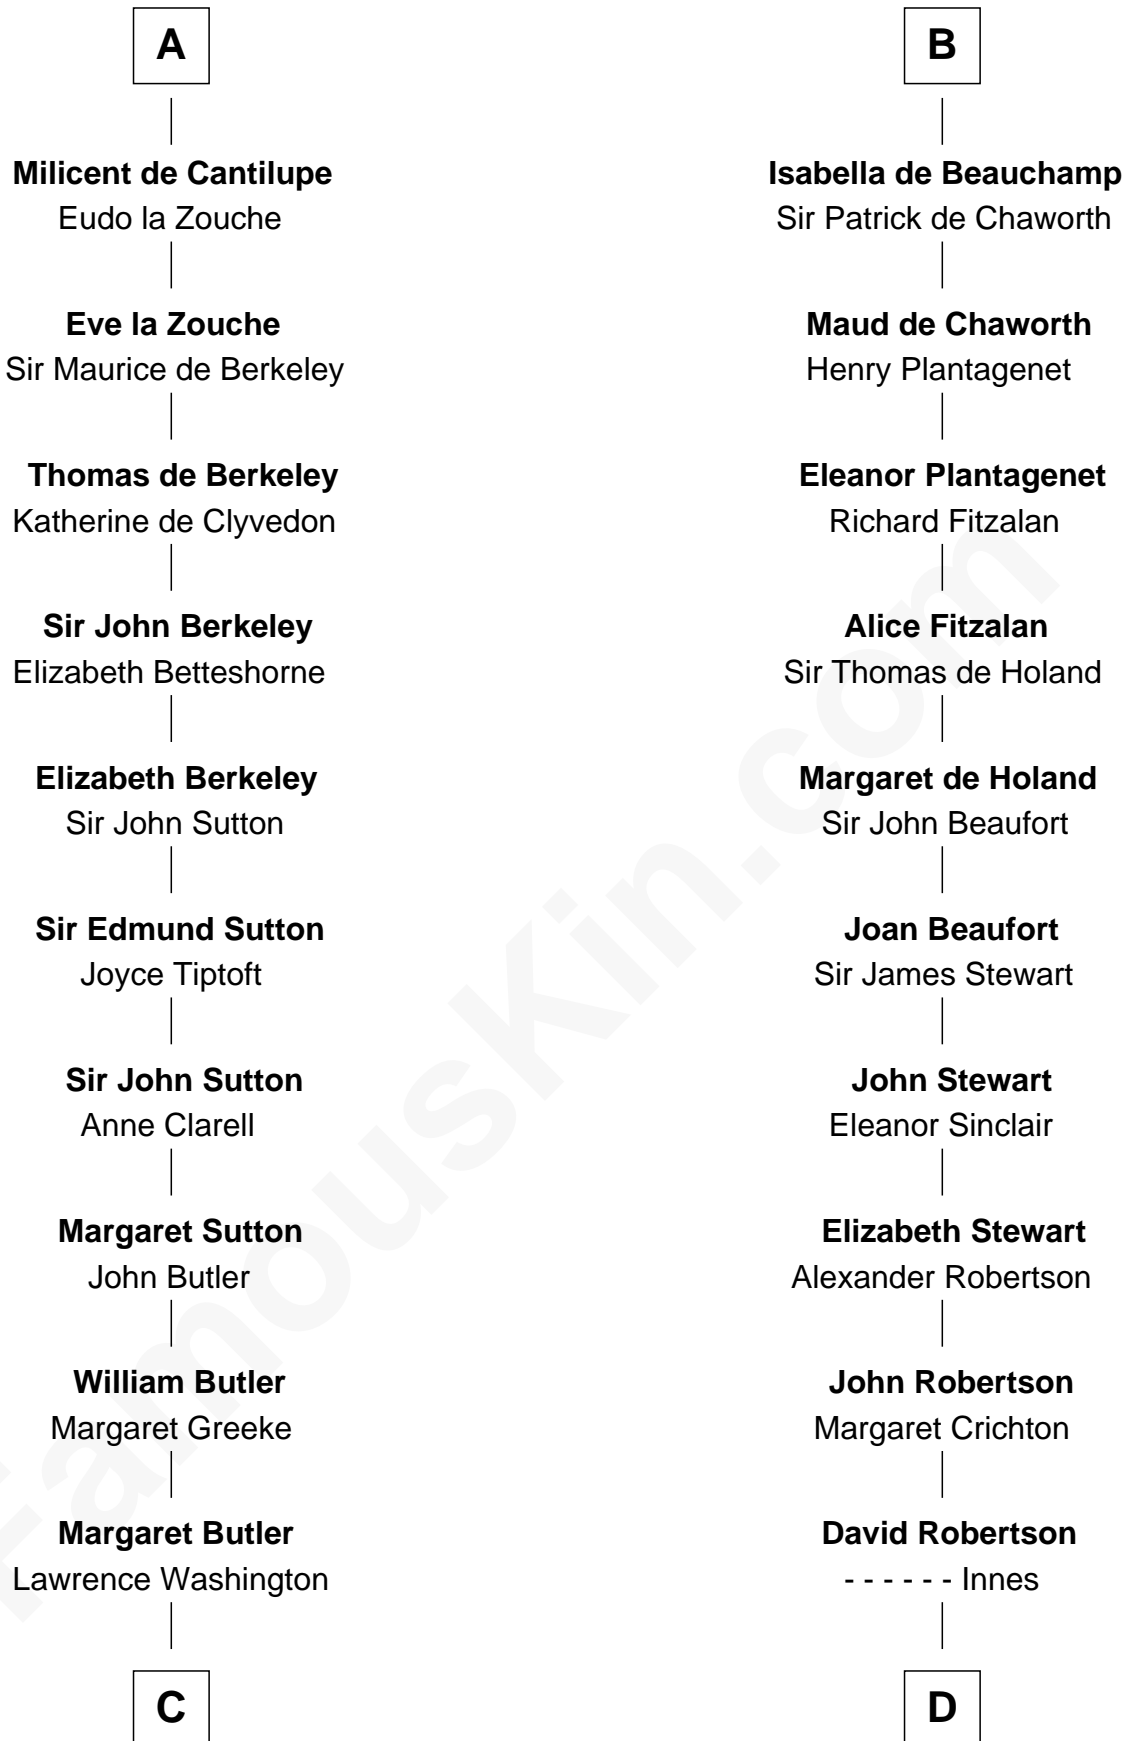 A
Milicent de Cantilupe
Eudo la Zouche
Eve la Zouche
Sir Maurice de Berkeley
Thomas de Berkeley
Katherine de Clyvedon
Sir John Berkeley
Elizabeth Betteshorne
Elizabeth Berkeley
Sir John Sutton
Sir Edmund Sutton
Joyce Tiptoft
Sir John Sutton
Anne Clarell
Margaret Sutton
John Butler
William Butler
Margaret Greeke
Margaret Butler
Lawrence Washington
C
B
Isabella de Beauchamp
Sir Patrick de Chaworth
Maud de Chaworth
Henry Plantagenet
Eleanor Plantagenet
Richard Fitzalan
Alice Fitzalan
Sir Thomas de Holand
Margaret de Holand
Sir John Beaufort
Joan Beaufort
Sir James Stewart
John Stewart
Eleanor Sinclair
Elizabeth Stewart
Alexander Robertson
John Robertson
Margaret Crichton
David Robertson
- - - - - - Innes
D
FamousKin.com